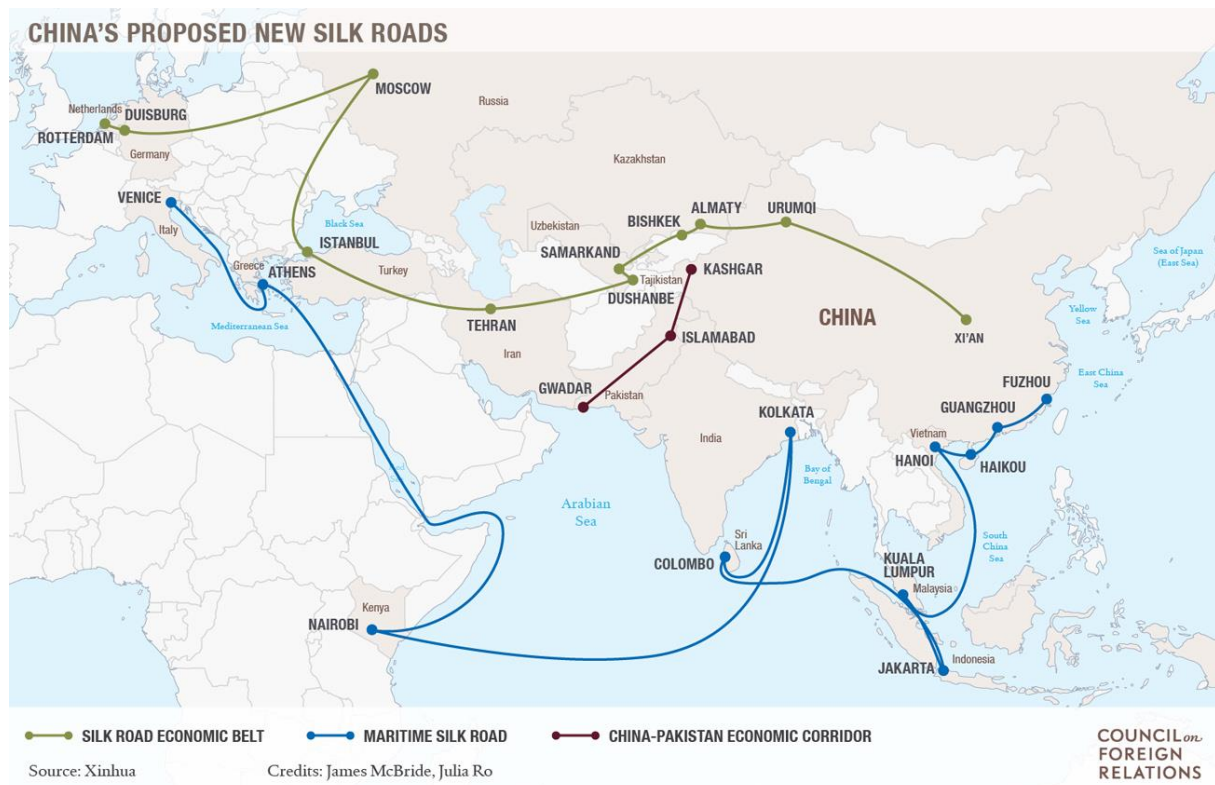 CHINA'S PROPOSED NEW SILK ROADS
MOSCOW
Russia
Netherlands
DUISBURG
ROTTERDAM
Germany
Kazakhstan
VENICE
ALMATY
URUMQI
BISHKEK
Black Sea
Uzbekistan
Italy
ISTANBUL
SAMARKAND
Sea of Japan
(East Sea)
Greece
ATHENS
Turkey
KASHGAR
Tajikistan
DUSHANBE
Mediterranean Sea
TEHRAN
CHINA
Yellow
Sea
ISLAMABAD
XI'AN
Iran
East China
Sea
FUZHOU
GWADAR
Pakistan
GUANGZHOU
KOLKATA
India
Vietnam
HANOI
HAIKOU
Bay of
Bengal
Arabian
Sea
Sri
Lanka
South
China
Sea
COLOMBO
KUALA
LUMPUR
Malaysia
Kenya
NAIROBI
JAKARTA
Indonesia
SILK ROAD ECONOMIC BELT
MARITIME SILK ROAD
CHINA-PAKISTAN ECONOMIC CORRIDOR
Source: Xinhua
Credits: James McBride, Julia Ro
COUNCIL on
FOREIGN
RELATIONS